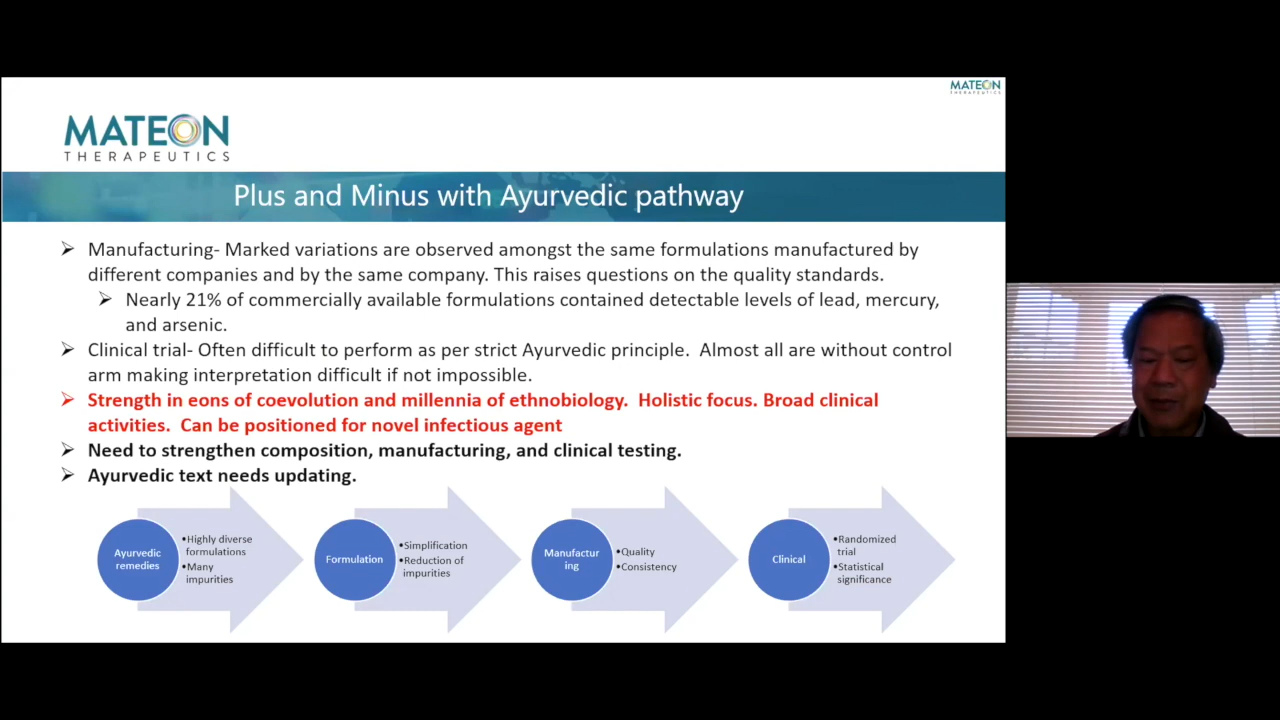 MATEON
THERAPEUTICS
MATEON
THERAPEUTICS
Plus and Minus with Ayurvedic pathway
➢ Manufacturing- Marked variations are observed amongst the same formulations manufactured by
different companies and by the same company. This raises questions on the quality standards.
➢ Nearly 21% of commercially available formulations contained detectable levels of lead, mercury,
and arsenic.
➢ Clinical trial- Often difficult to perform as per strict Ayurvedic principle. Almost all are without control
arm making interpretation difficult if not impossible.
➢ Strength in eons of coevolution and millennia of ethnobiology. Holistic focus. Broad clinical
activities. Can be positioned for novel infectious agent
➢ Need to strengthen composition, manufacturing, and clinical testing.
➢ Ayurvedic text needs updating.
Ayurvedic
remedies
•Highly diverse
formulations
•Many
impurities
Formulation
•Simplification
•Reduction of
impurities
Manufactur
ing
•Quality
•Consistency
Clinical
•Randomized
trial
•Statistical
significance